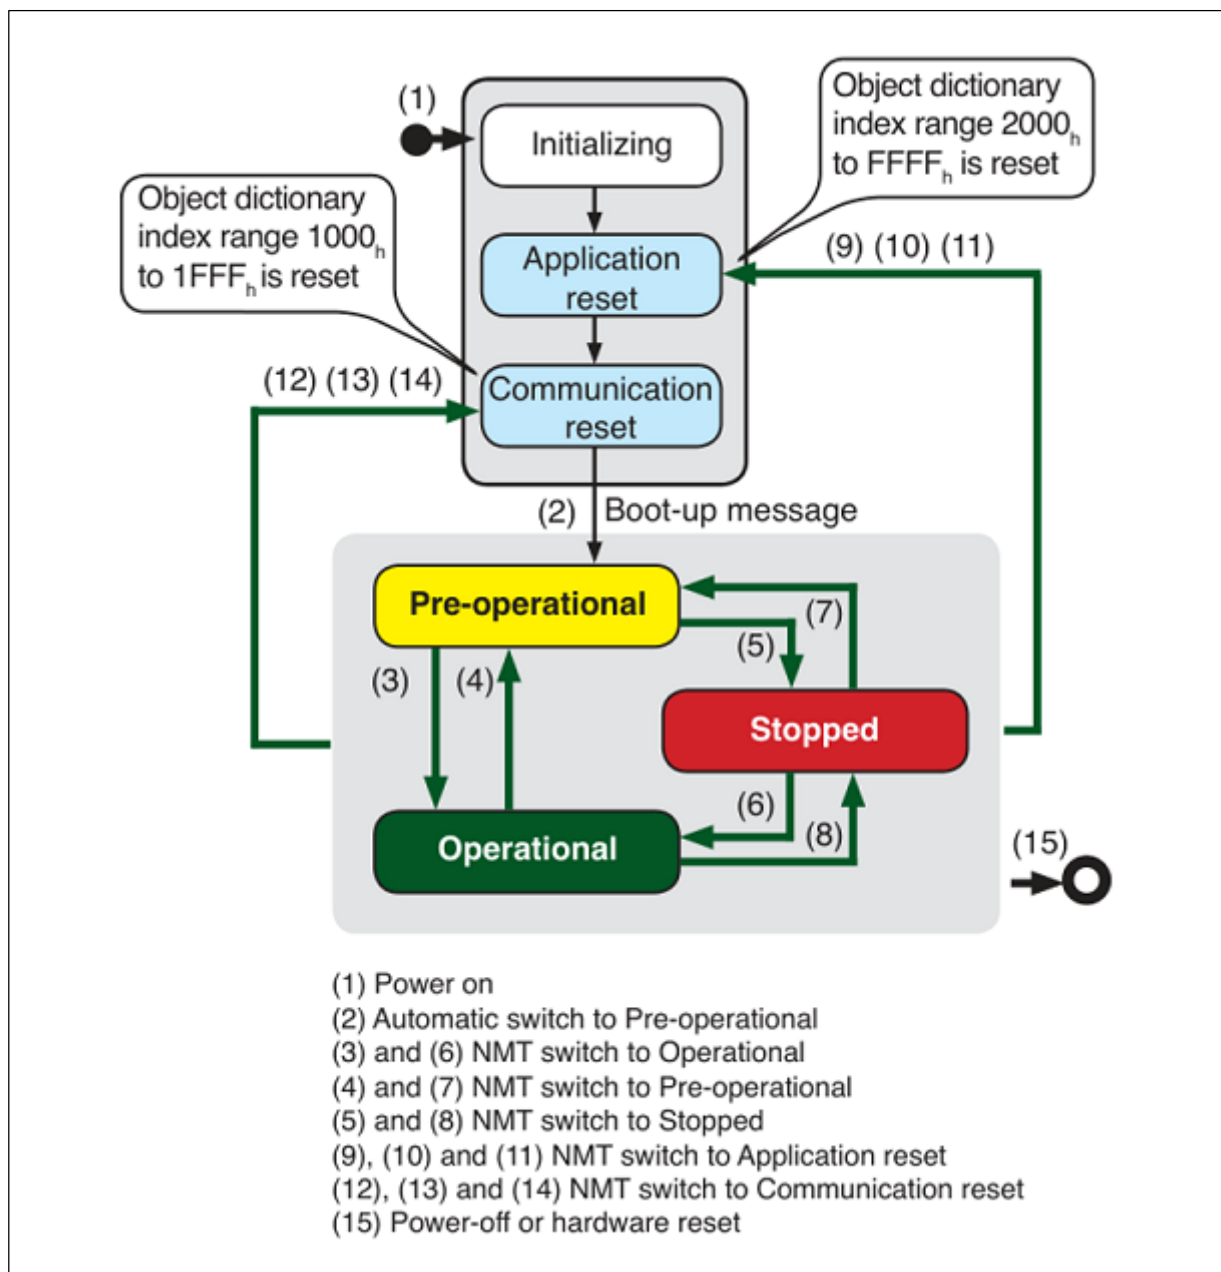 (1)
Initializing
Object dictionary
index range 2000h
to FFFFh is reset
Object dictionary
index range 1000h
to 1FFFh is reset
Application
reset
(9) (10) (11)
(12) (13) (14)
Communication
reset
(2) Boot-up message
Pre-operational
(7)
(5)
(3)
(4)
Stopped
(6)
(8)
Operational
(15)
(1) Power on
(2) Automatic switch to Pre-operational
(3) and (6) NMT switch to Operational
(4) and (7) NMT switch to Pre-operational
(5) and (8) NMT switch to Stopped
(9), (10) and (11) NMT switch to Application reset
(12), (13) and (14) NMT switch to Communication reset
(15) Power-off or hardware reset